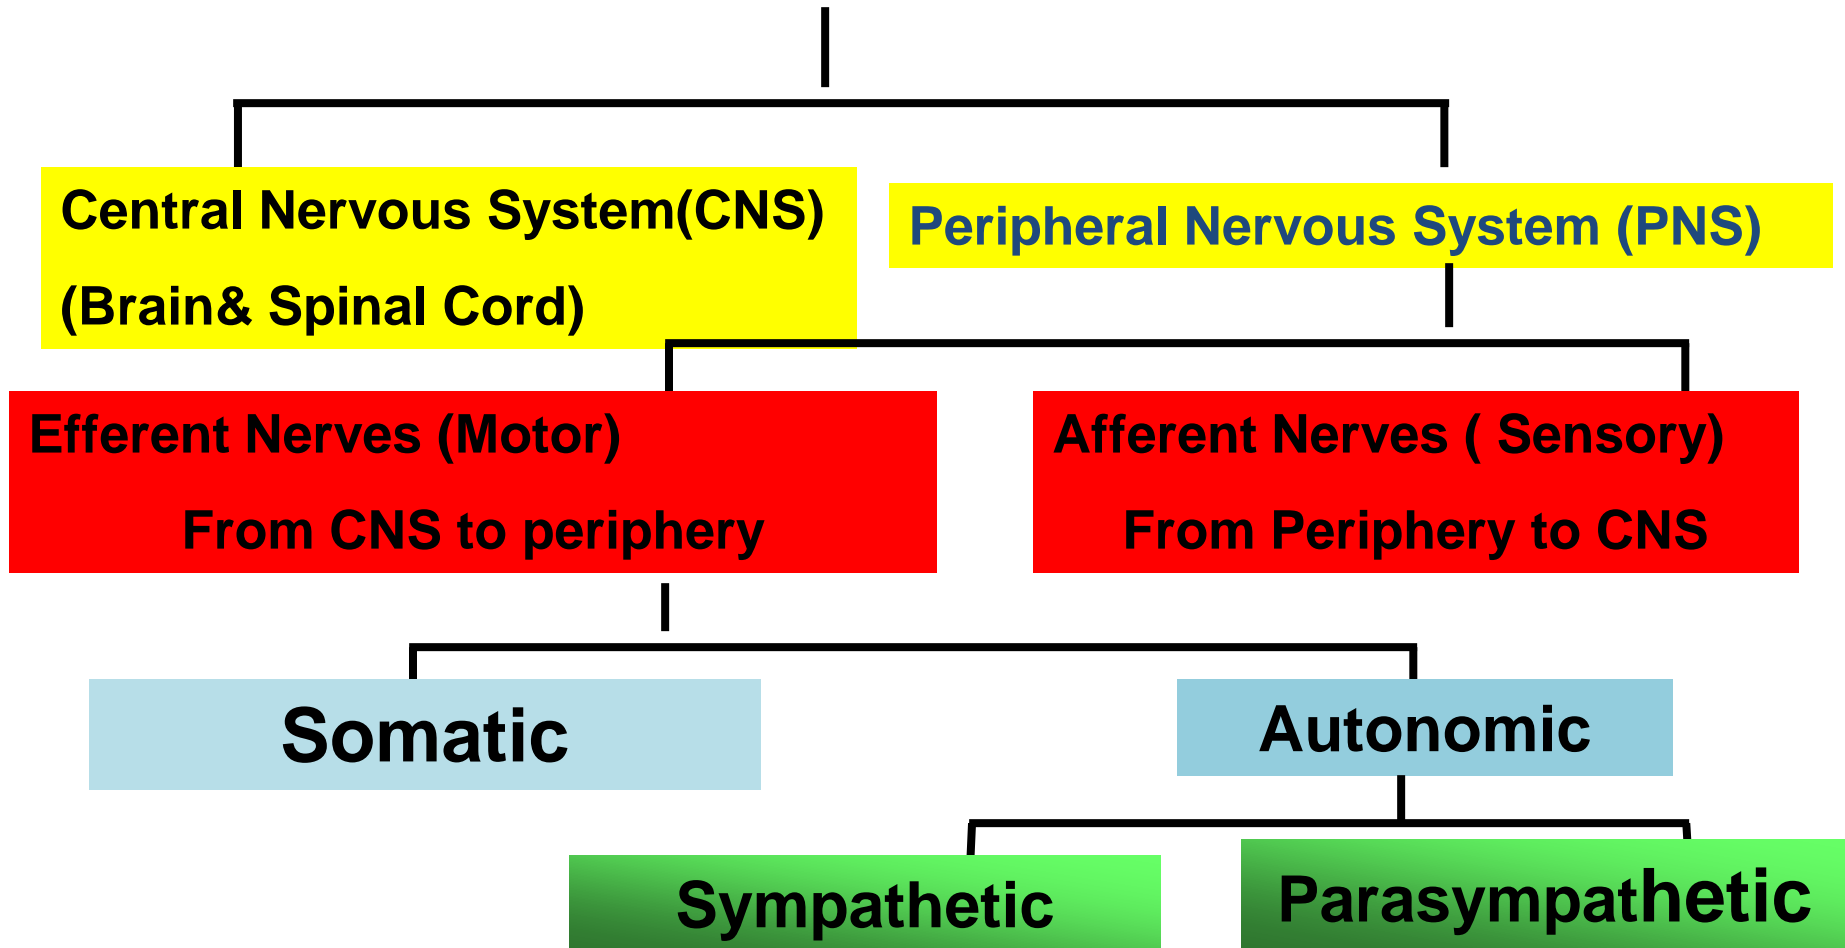 Central Nervous System(CNS)
(Brain& Spinal Cord)
Peripheral Nervous System (PNS)
Efferent Nerves (Motor)
From CNS to periphery
Afferent Nerves ( Sensory)
From Periphery to CNS
Somatic
Autonomic
Sympathetic
Parasympathetic